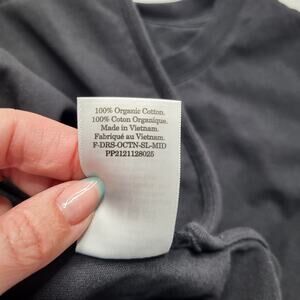 100% Organic Cotton.
100% Coton Organique.
Made in Vietnam.
Fabriqué au Vietnam.
F-DRS-OCTN-SL-MID
PP2121128025